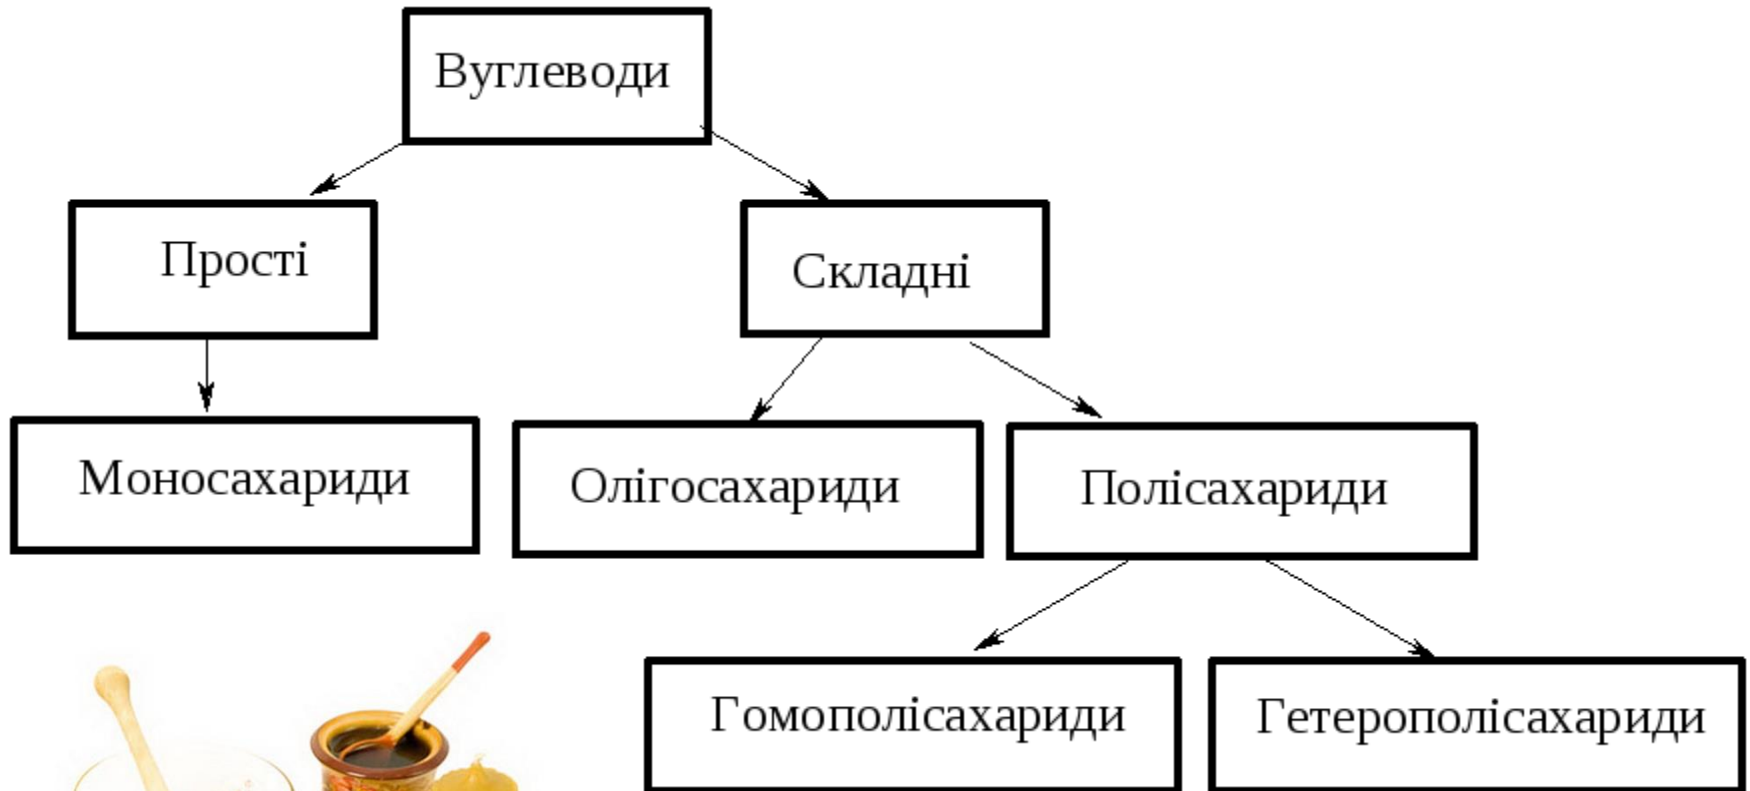 Вуглеводи
Прості
Складні
Моносахариди
Олігосахариди
Полісахариди
Гомополісахариди
Гетерополісахариди